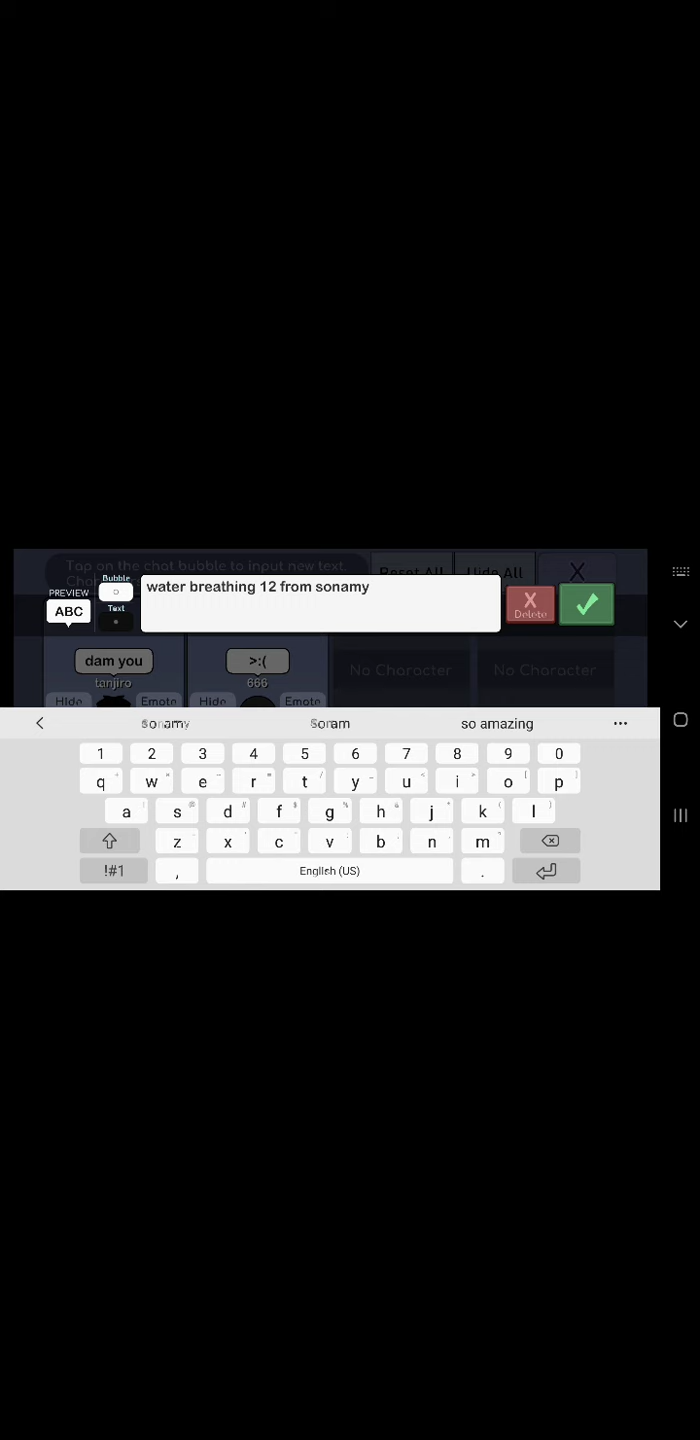 Tap on the chat bubble to input new text.
Reset All
Hide All
X
PREVIEW
ABC
Bubble
Text
water breathing 12 from sonamy
X
Delete
dam you
tanjiro
>:(
666
No Character
No Character
Hide
Emote
Hide
Emote
so am
so amazing
1 2 3 4 5 6 7 8 9 0
q w e r t y u i o p
a s d f g h j k l
z x c v b n m
!#1 , English (US) .